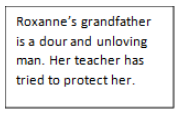 Roxanne's grandfather
is a dour and unloving
man. Her teacher has
tried to protect her.